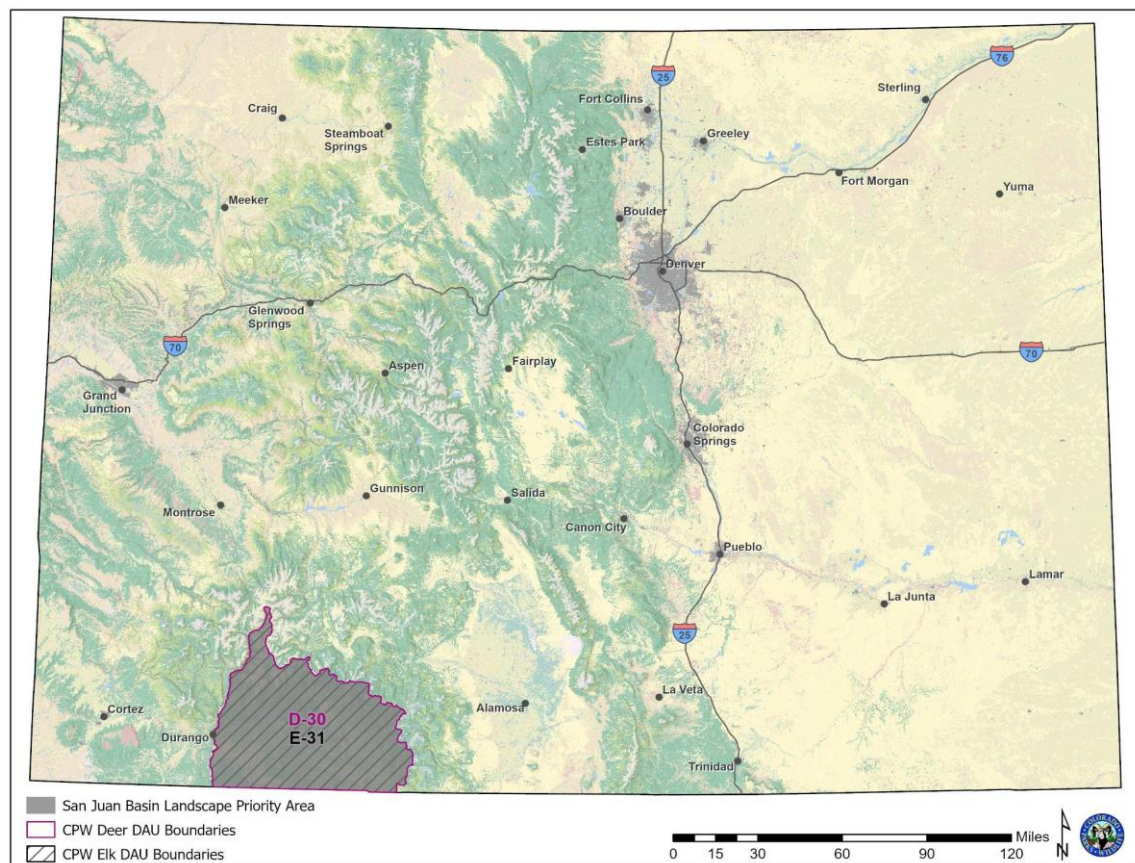 76
25
Sterling
Fort Collins
Craig
Steamboat
Springs
Greeley
Estes Park
Fort Morgan
Yuma
Meeker
Boulder
Denver
Glenwood
Springs
70
70
Fairplay
Aspen
Grand
Junction
Colorado
Springs
Gunnison
Salida
Montrose
Canon City
Pueblo
Lamar
La Junta
25
La Veta
Cortez
Alamosa
D-30
E-31
Durango
Trinidad
San Juan Basin Landscape Priority Area
CPW Deer DAU Boundaries
CPW Elk DAU Boundaries
Miles
0 15 30 60 90 120
N
COLORADO
PARKS & WILDLIFE